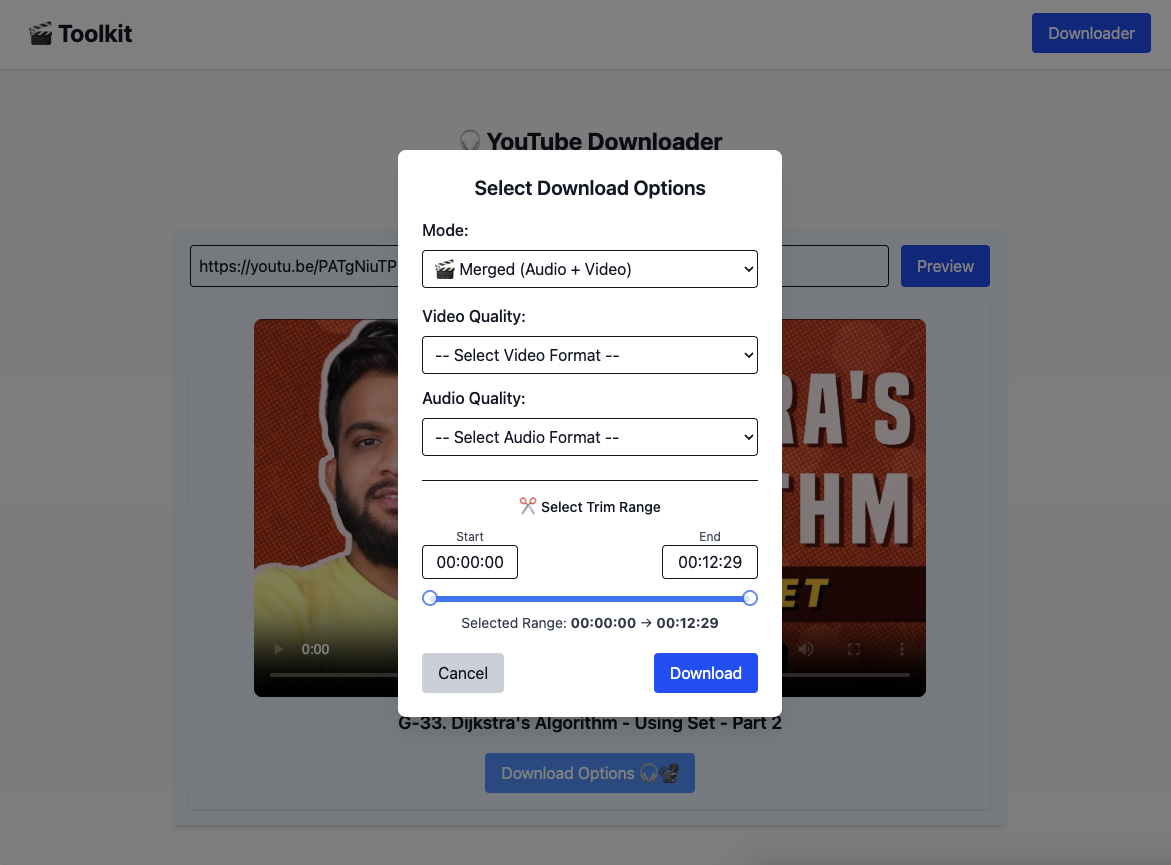 🎬 Toolkit
Downloader
🎧 YouTube Downloader
Select Download Options
Mode:
🎬 Merged (Audio + Video)
https://youtu.be/PATgNiuTP
Preview
Video Quality:
-- Select Video Format --
Audio Quality:
-- Select Audio Format --
RA'S
THM
ET
✂️ Select Trim Range
Start
End
00:00:00
00:12:29
Selected Range: 00:00:00 → 00:12:29
0:00
Cancel
Download
G-33. Dijkstra's Algorithm - Using Set - Part 2
Download Options 🎧📹